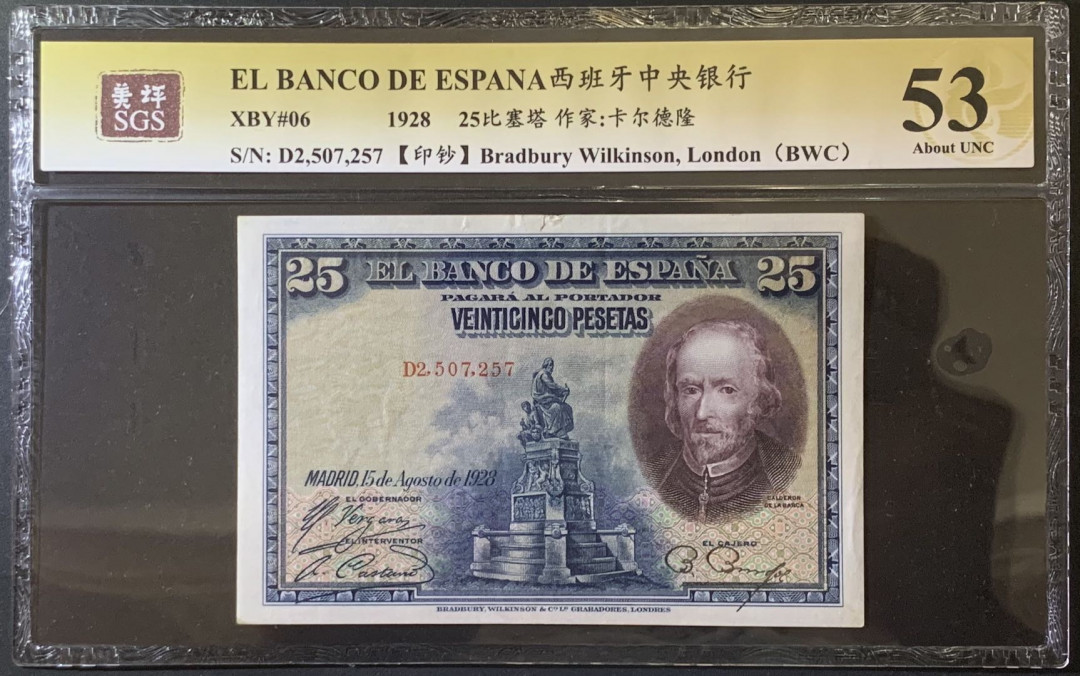 美评
SGS
EL BANCO DE ESPANA西班牙中央银行
XBY#06 1928 25比塞塔 作家:卡尔德隆
S/N: D2,507,257 【印钞】Bradbury Wilkinson, London（BWC）
53
About UNC
25 EL BANCO DE ESPAÑA 25
PAGARÁ AL PORTADOR
VEINTICINCO PESETAS
D2,507,257
MADRID, 15 de Agosto de 1928
EL GOBERNADOR
EL INTERVENTOR
CALDERON
DE LA BARCA
EL CAJERO
BRADBURY, WILKINSON & Cº Lᴰ GRABADORES, LONDRES